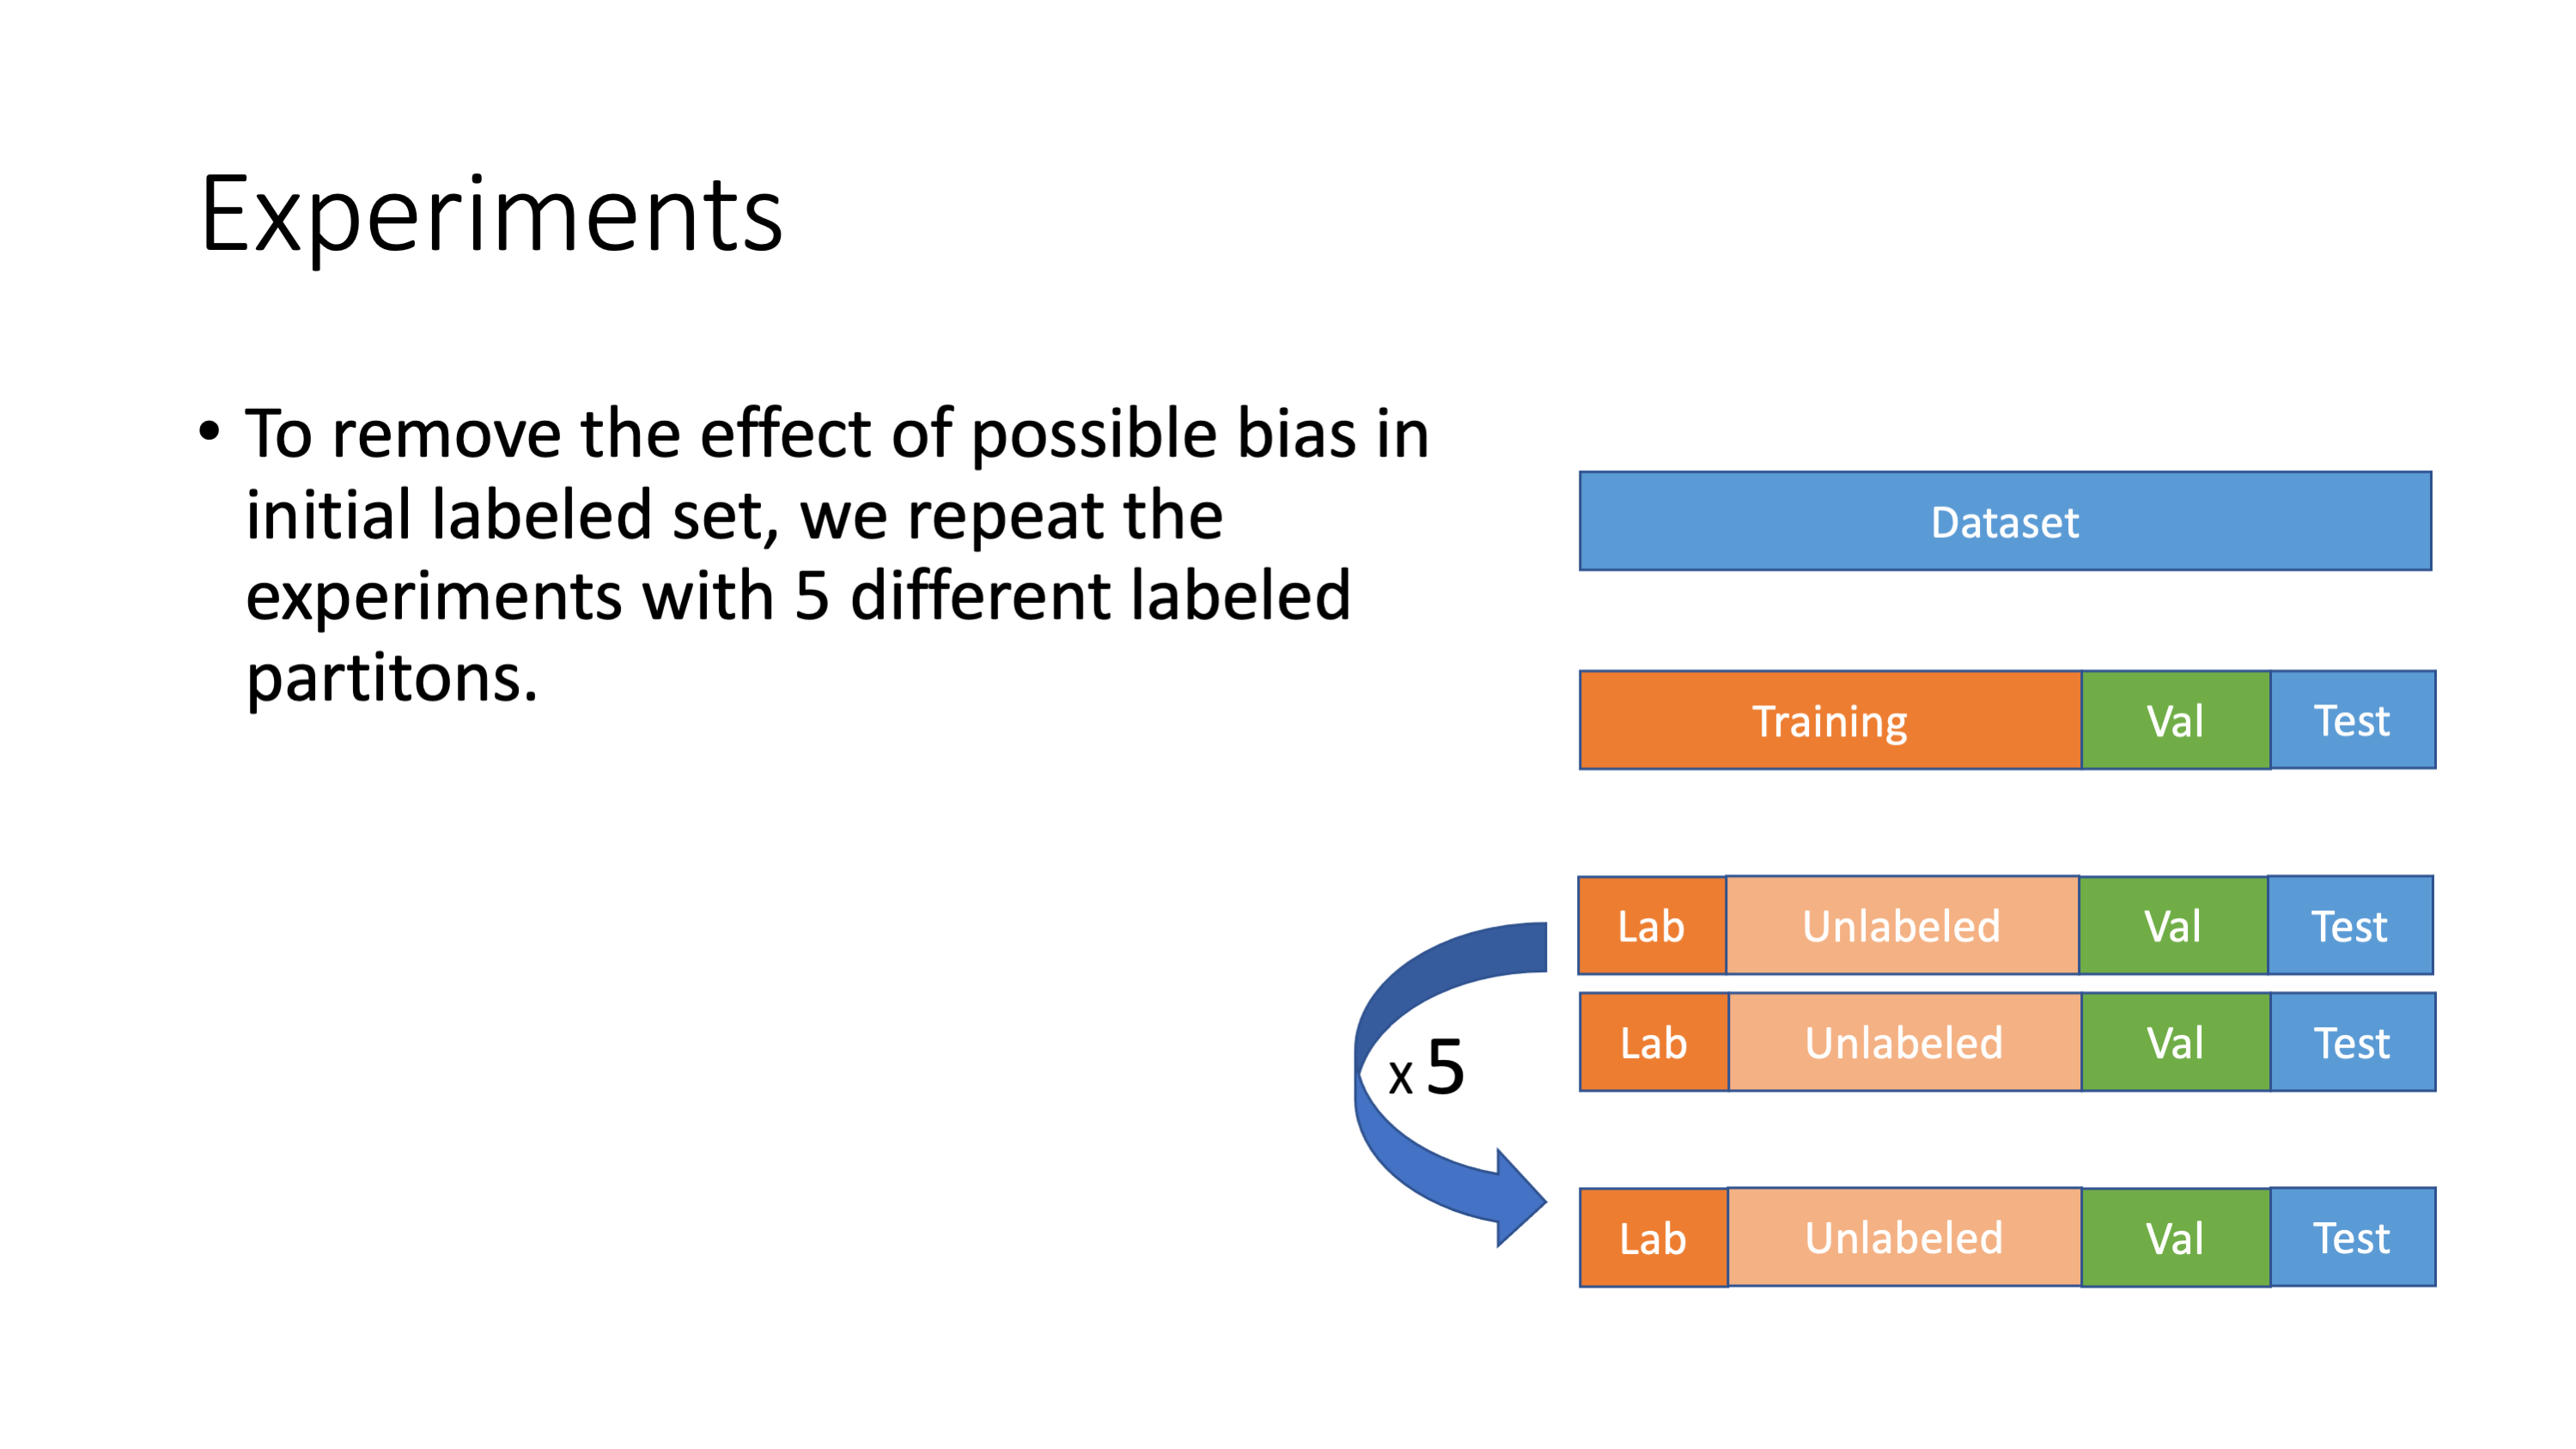 Experiments
• To remove the effect of possible bias in
initial labeled set, we repeat the
experiments with 5 different labeled
partitons.
Dataset
Training Val Test
Lab Unlabeled Val Test
Lab Unlabeled Val Test
x 5
Lab Unlabeled Val Test